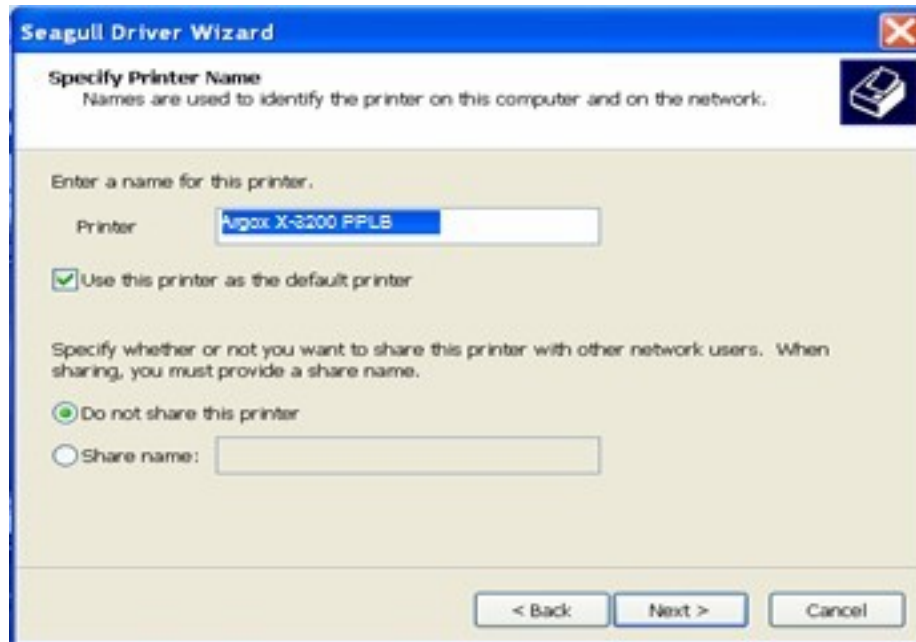 Seagull Driver Wizard
Specify Printer Name
Names are used to identify the printer on this computer and on the network.
Enter a name for this printer.
Printer
Argox X-3200 PPLB
Use this printer as the default printer
Specify whether or not you want to share this printer with other network users. When
sharing, you must provide a share name.
Do not share this printer
Share name:
< Back
Next >
Cancel